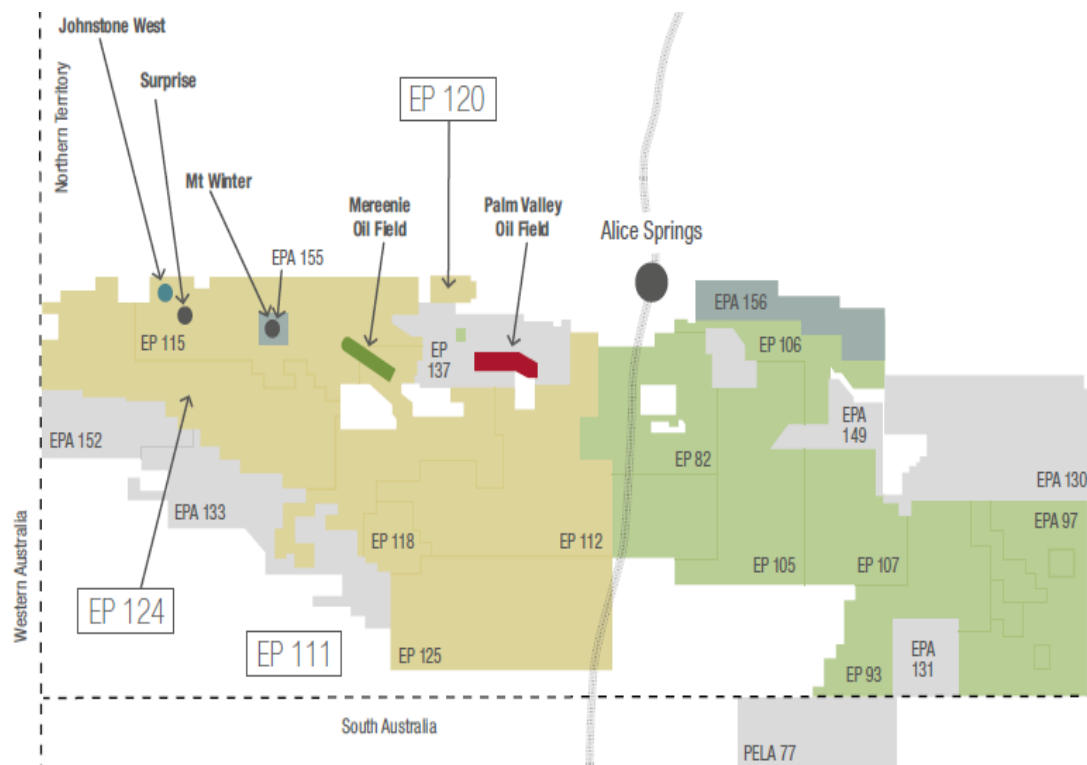 Johnstone West
Surprise
EP 120
Northern Territory
Mt Winter
Mereenie
Oil Field
Palm Valley
Oil Field
Alice Springs
EPA 155
EPA 156
EP 115
EP
137
EP 106
EPA 152
EPA
149
EP 82
EPA 130
EPA 133
EPA 97
EP 118
EP 112
EP 105
EP 107
EP 124
Western Australia
EP 111
EP 125
EP 93
EPA
131
South Australia
PELA 77